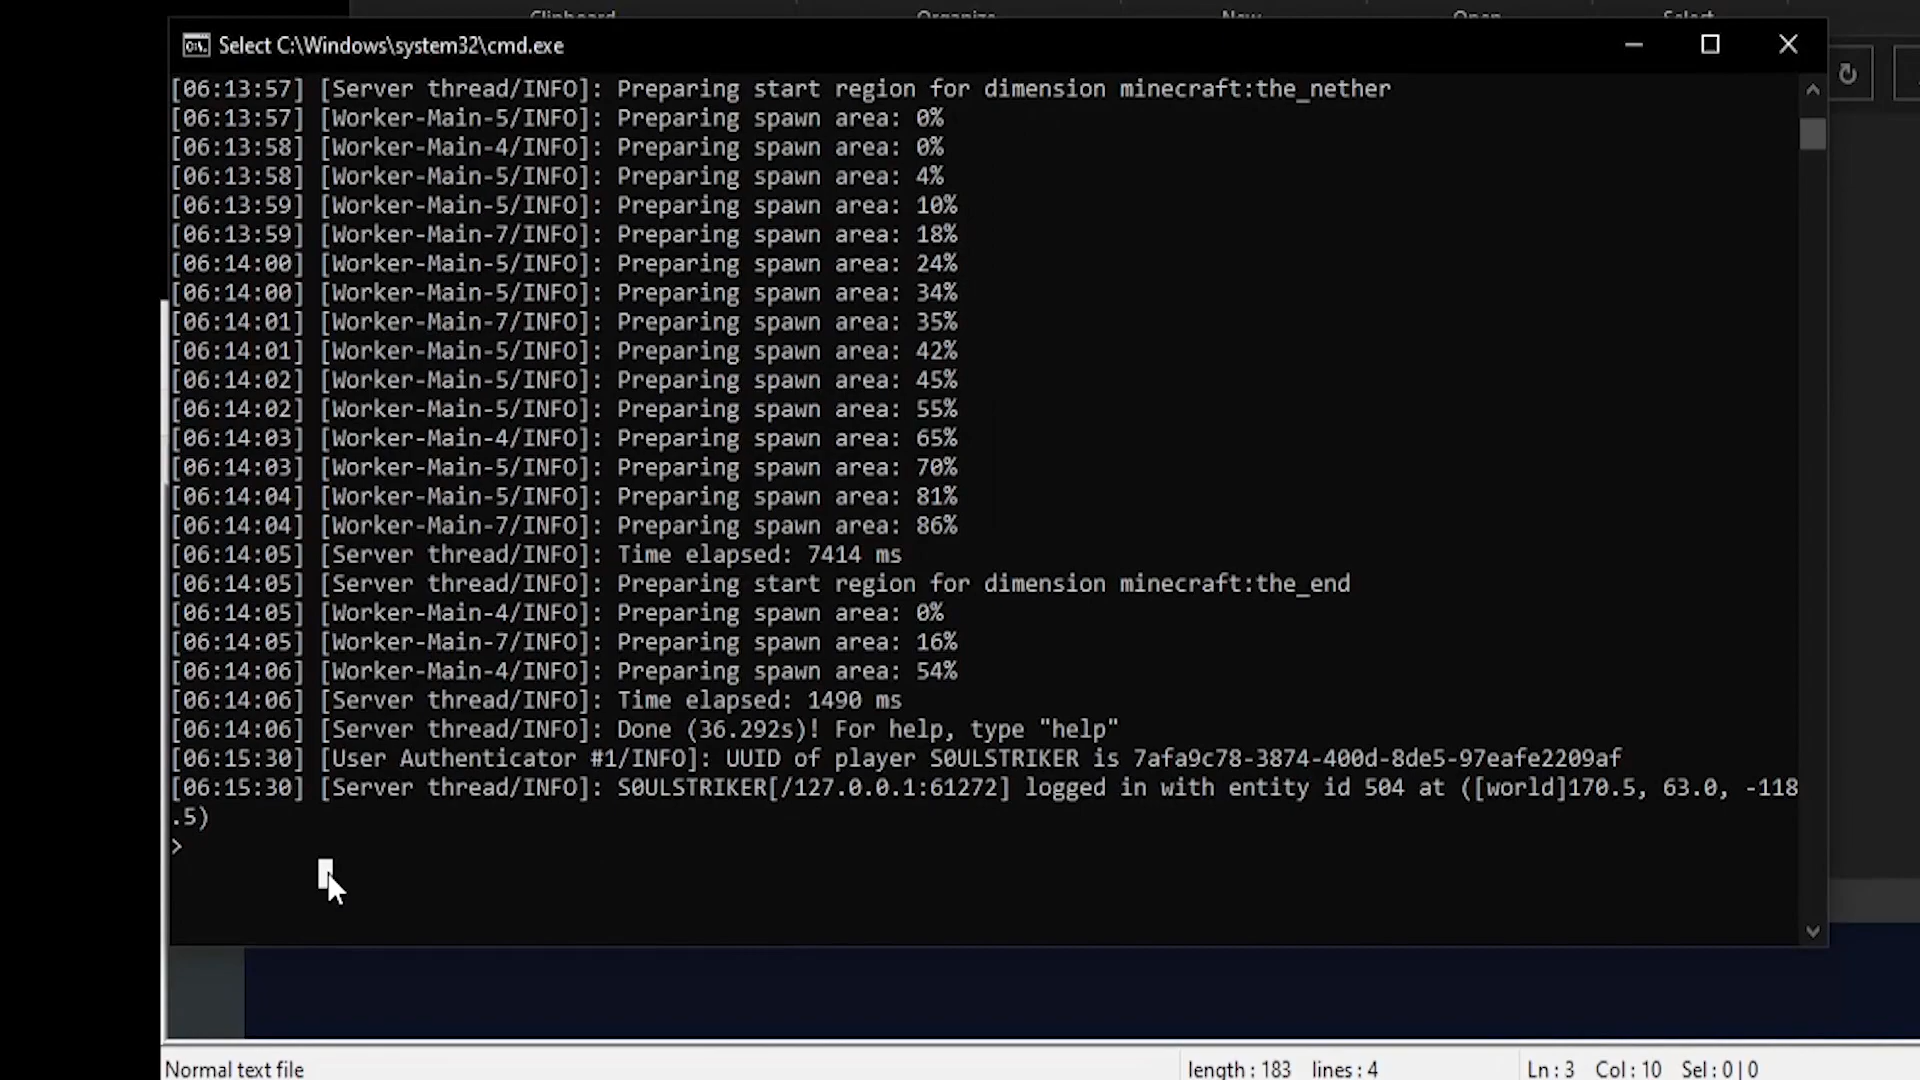 Clipboard Organize New Open Select
Select C:\Windows\system32\cmd.exe
[06:13:57] [Server thread/INFO]: Preparing start region for dimension minecraft:the_nether
[06:13:57] [Worker-Main-5/INFO]: Preparing spawn area: 0%
[06:13:58] [Worker-Main-4/INFO]: Preparing spawn area: 0%
[06:13:58] [Worker-Main-5/INFO]: Preparing spawn area: 4%
[06:13:59] [Worker-Main-5/INFO]: Preparing spawn area: 10%
[06:13:59] [Worker-Main-7/INFO]: Preparing spawn area: 18%
[06:14:00] [Worker-Main-5/INFO]: Preparing spawn area: 24%
[06:14:00] [Worker-Main-5/INFO]: Preparing spawn area: 34%
[06:14:01] [Worker-Main-7/INFO]: Preparing spawn area: 35%
[06:14:01] [Worker-Main-5/INFO]: Preparing spawn area: 42%
[06:14:02] [Worker-Main-5/INFO]: Preparing spawn area: 45%
[06:14:02] [Worker-Main-5/INFO]: Preparing spawn area: 55%
[06:14:03] [Worker-Main-4/INFO]: Preparing spawn area: 65%
[06:14:03] [Worker-Main-5/INFO]: Preparing spawn area: 70%
[06:14:04] [Worker-Main-5/INFO]: Preparing spawn area: 81%
[06:14:04] [Worker-Main-7/INFO]: Preparing spawn area: 86%
[06:14:05] [Server thread/INFO]: Time elapsed: 7414 ms
[06:14:05] [Server thread/INFO]: Preparing start region for dimension minecraft:the_end
[06:14:05] [Worker-Main-4/INFO]: Preparing spawn area: 0%
[06:14:05] [Worker-Main-7/INFO]: Preparing spawn area: 16%
[06:14:06] [Worker-Main-4/INFO]: Preparing spawn area: 54%
[06:14:06] [Server thread/INFO]: Time elapsed: 1490 ms
[06:14:06] [Server thread/INFO]: Done (36.292s)! For help, type "help"
[06:15:30] [User Authenticator #1/INFO]: UUID of player S0ULSTRIKER is 7afa9c78-3874-400d-8de5-97eafe2209af
[06:15:30] [Server thread/INFO]: S0ULSTRIKER[/127.0.0.1:61272] logged in with entity id 504 at ([world]170.5, 63.0, -118
.5)
>
Normal text file length : 183 lines : 4 Ln : 3 Col : 10 Sel : 0 | 0